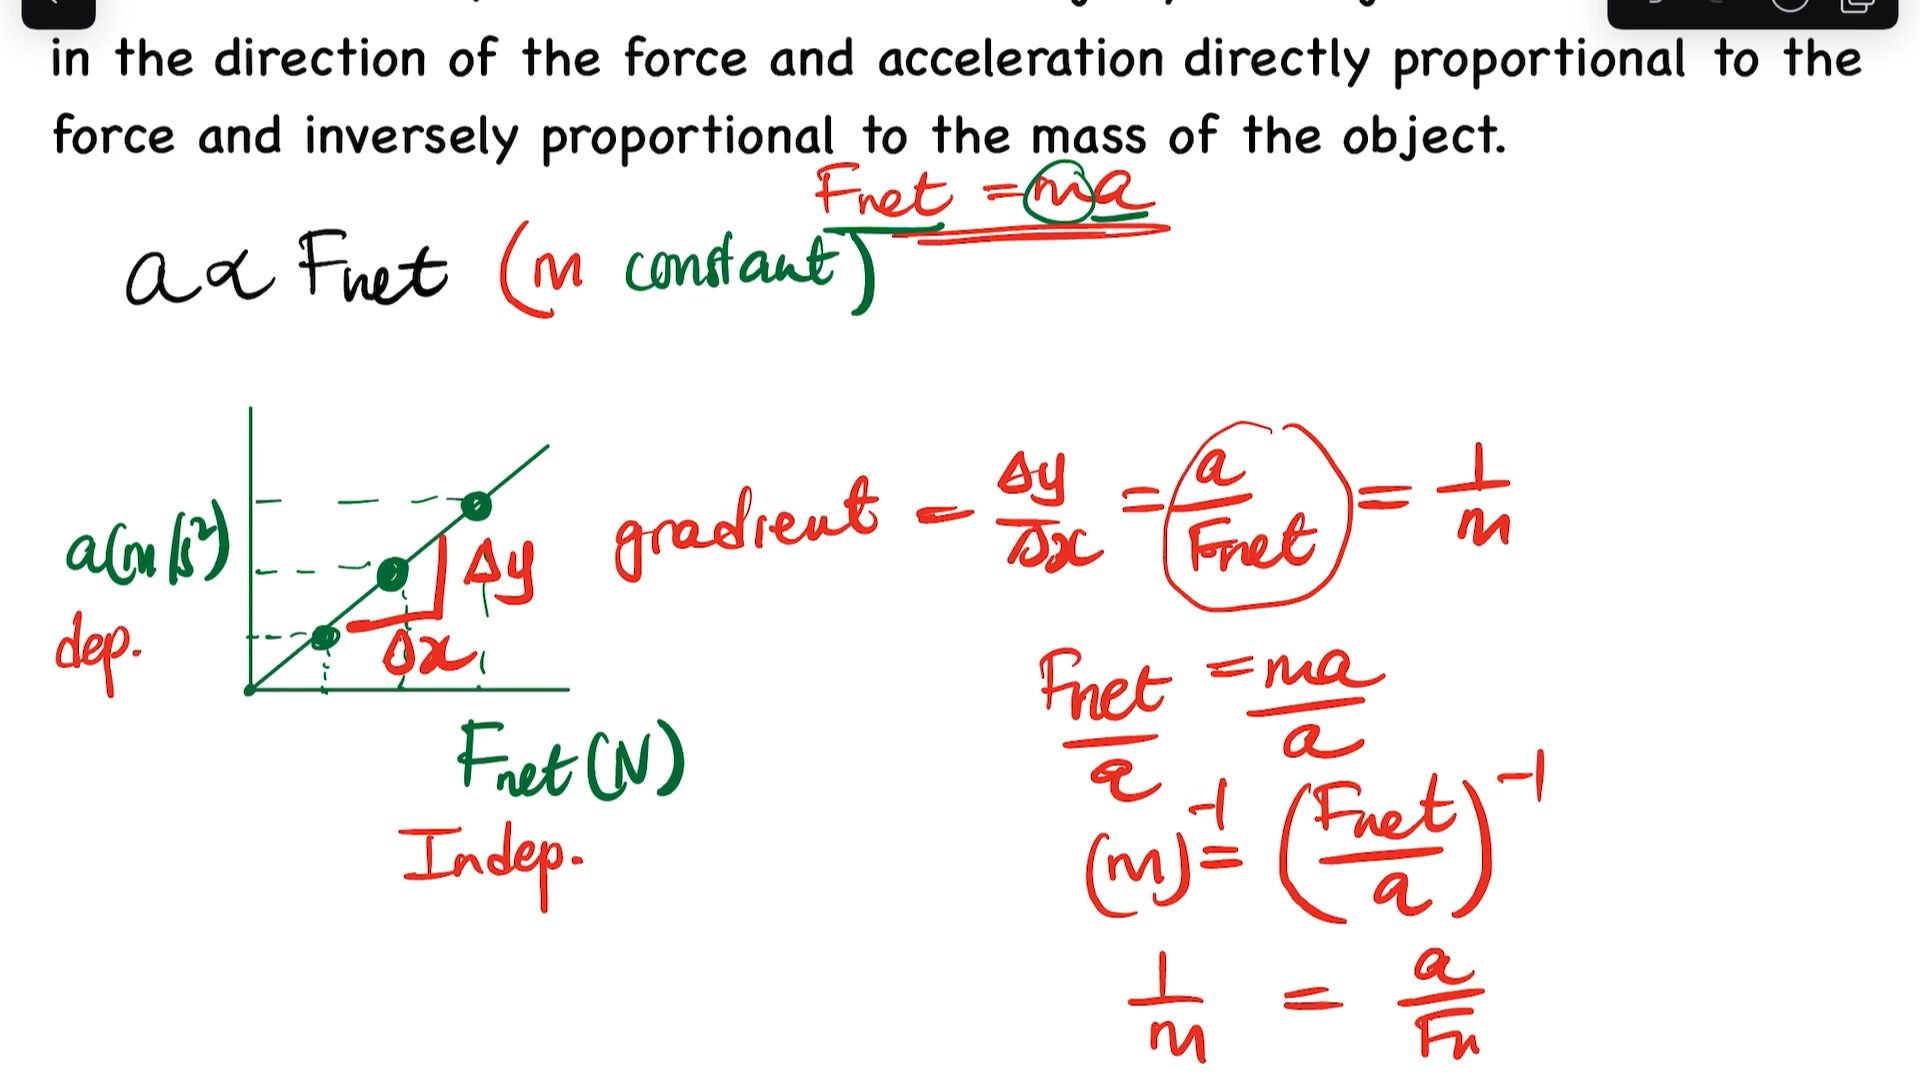 in the direction of the force and acceleration directly proportional to the
force and inversely proportional to the mass of the object.
Fnet = ma
a ∝ Fnet (m constant)
a(m/s²)
dep.
Δy
Δx
Fnet (N)
Indep.
gradient = Δy/Δx = a/Fnet = 1/m
Fnet/a = ma/a
(m)⁻¹ = (Fnet/a)⁻¹
1/m = a/Fn